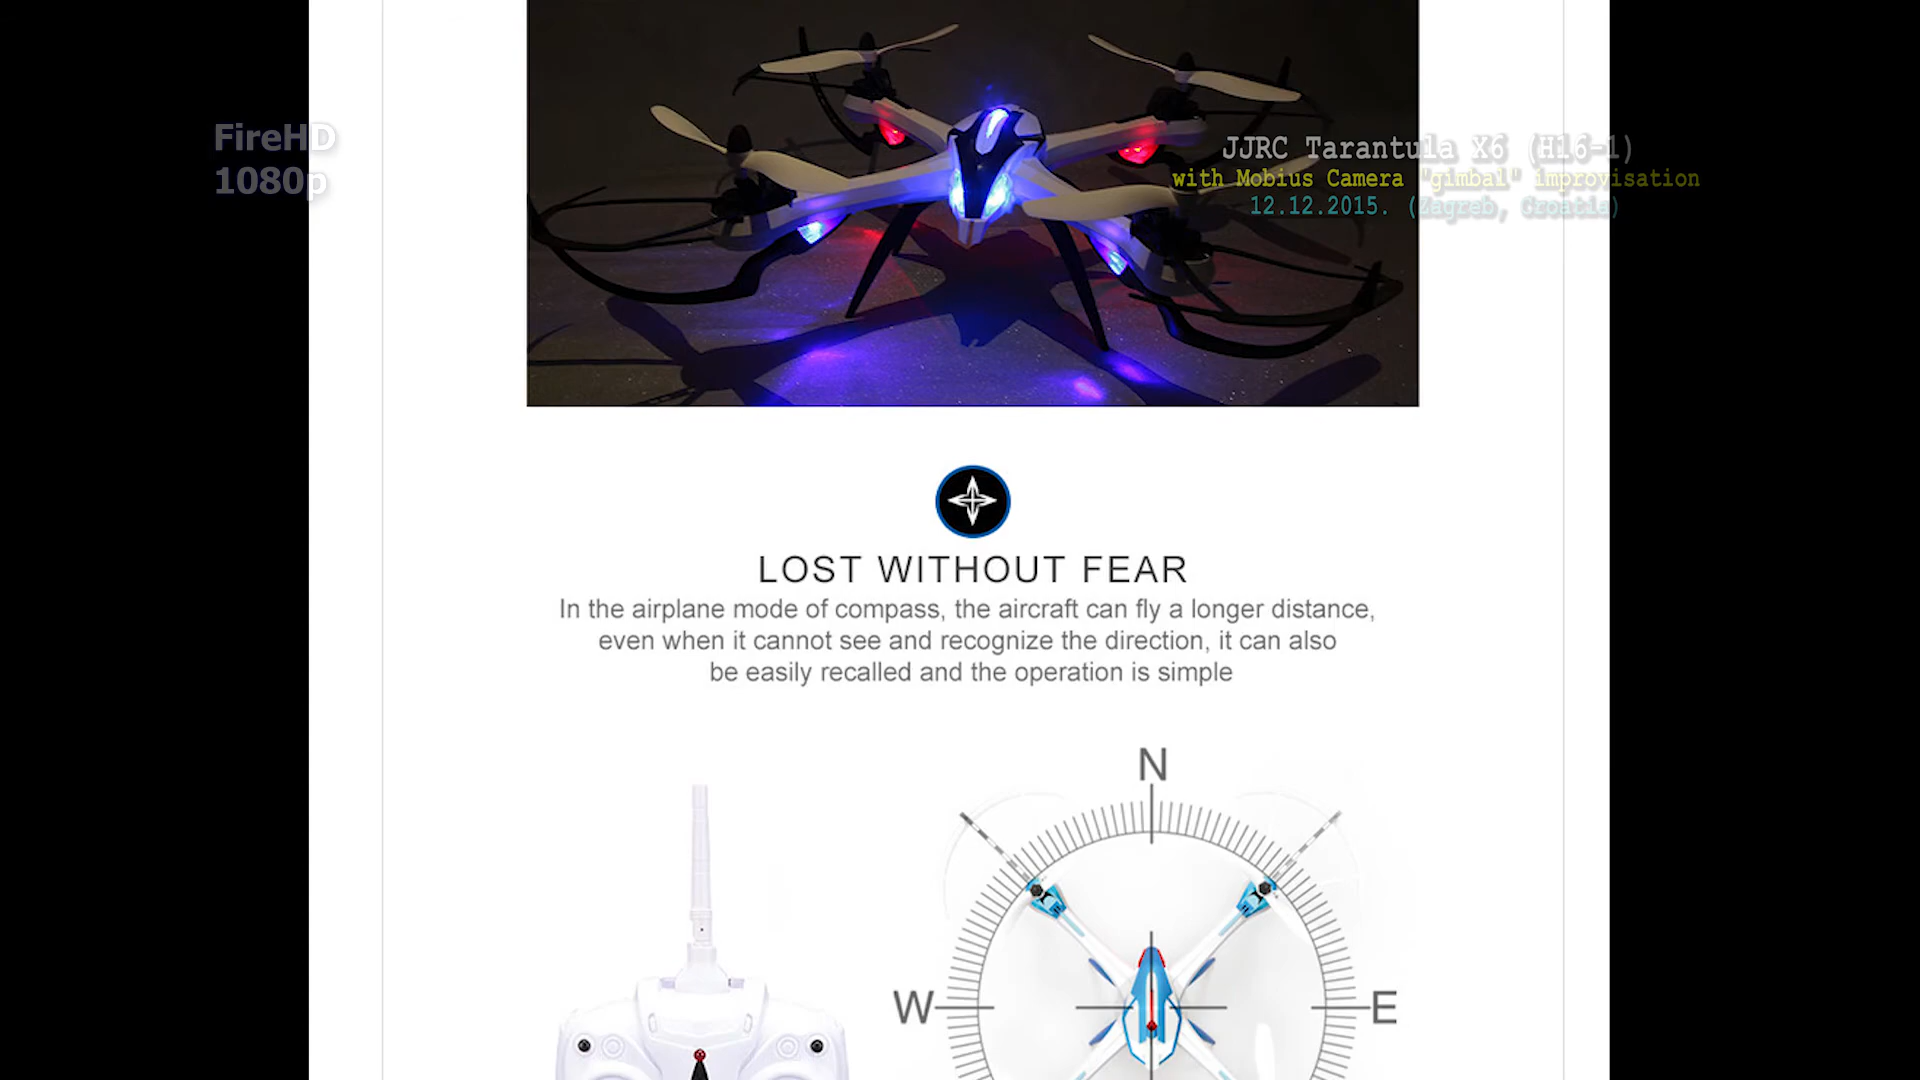 FireHD
1080p
JJRC Tarantula X6 (H16-1)
with Mobius Camera "gimbal" improvisation
12.12.2015. (Zagreb, Croatia)
LOST WITHOUT FEAR
In the airplane mode of compass, the aircraft can fly a longer distance,
even when it cannot see and recognize the direction, it can also
be easily recalled and the operation is simple
N
W
E